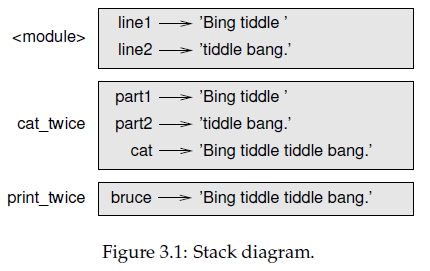 <module>
line1 → ’Bing tiddle ’
line2 → ’tiddle bang.’
cat_twice
part1 → ’Bing tiddle ’
part2 → ’tiddle bang.’
cat → ’Bing tiddle tiddle bang.’
print_twice
bruce → ’Bing tiddle tiddle bang.’
Figure 3.1: Stack diagram.